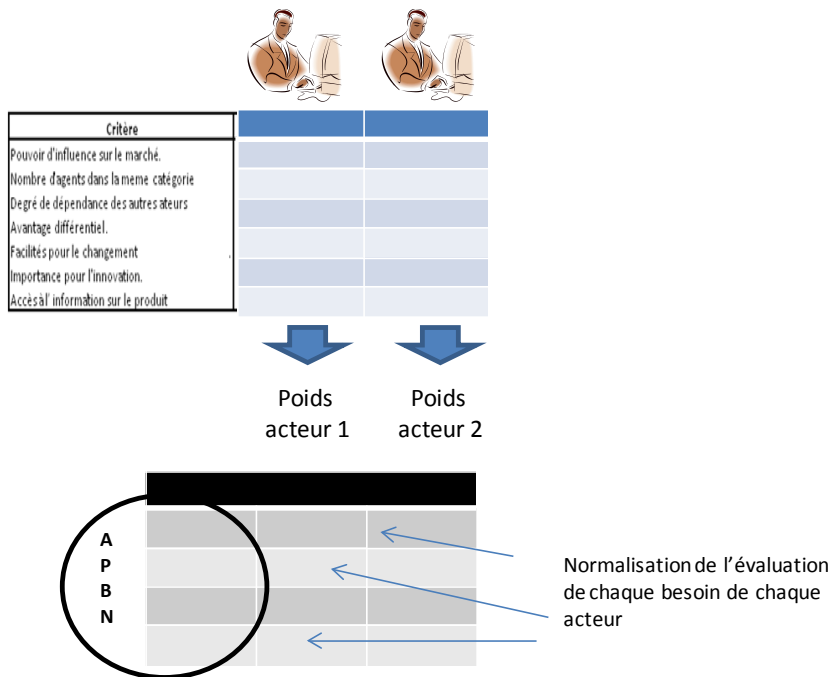 Critère
Pouvoir d'influence sur le marché.
Nombre d'agents dans la meme catégorie
Degré de dépendance des autres ateurs
Avantage différentiel.
Facilités pour le changement .
Importance pour l'innovation.
Accès à l' information sur le produit
Poids
acteur 1
Poids
acteur 2
A
P
B
N
Normalisation de l'évaluation
de chaque besoin de chaque
acteur